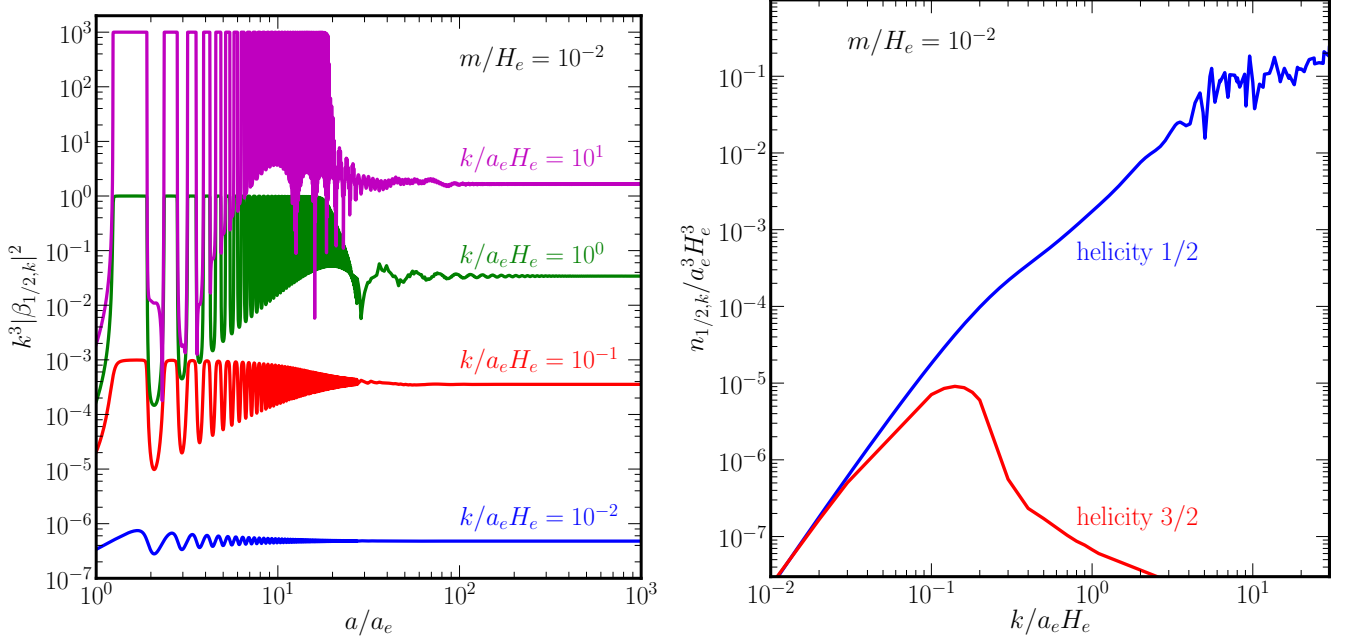 m/H_e = 10^{-2}
k/a_eH_e = 10^1
k/a_eH_e = 10^0
k/a_eH_e = 10^{-1}
k/a_eH_e = 10^{-2}
k^3|β_{1/2,k}|^2
10^3
10^2
10^1
10^0
10^{-1}
10^{-2}
10^{-3}
10^{-4}
10^{-5}
10^{-6}
10^{-7}
10^0
10^1
10^2
10^3
a/a_e
m/H_e = 10^{-2}
helicity 1/2
helicity 3/2
n_{1/2,k}/a_e^3H_e^3
10^{-1}
10^{-2}
10^{-3}
10^{-4}
10^{-5}
10^{-6}
10^{-7}
10^{-2}
10^{-1}
10^0
10^1
k/a_eH_e